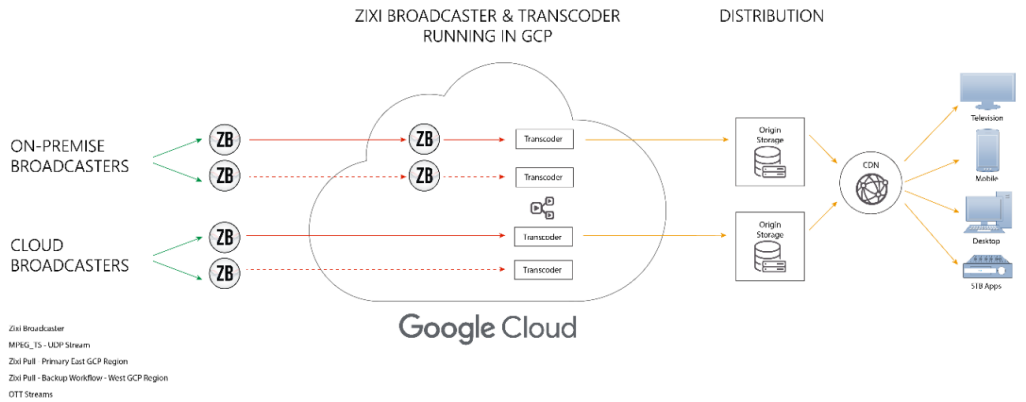 ZIXI BROADCASTER & TRANSCODER
RUNNING IN GCP
DISTRIBUTION
ON-PREMISE
BROADCASTERS
ZB
ZB
ZB
ZB
Transcoder
Transcoder
CLOUD
BROADCASTERS
ZB
ZB
Transcoder
Transcoder
Origin
Storage
Origin
Storage
CDN
Television
Mobile
Desktop
STB Apps
Google Cloud
Zixi Broadcaster
MPEG_TS - UDP Stream
Zixi Pull - Primary East GCP Region
Zixi Pull - Backup Workflow - West GCP Region
OTT Streams